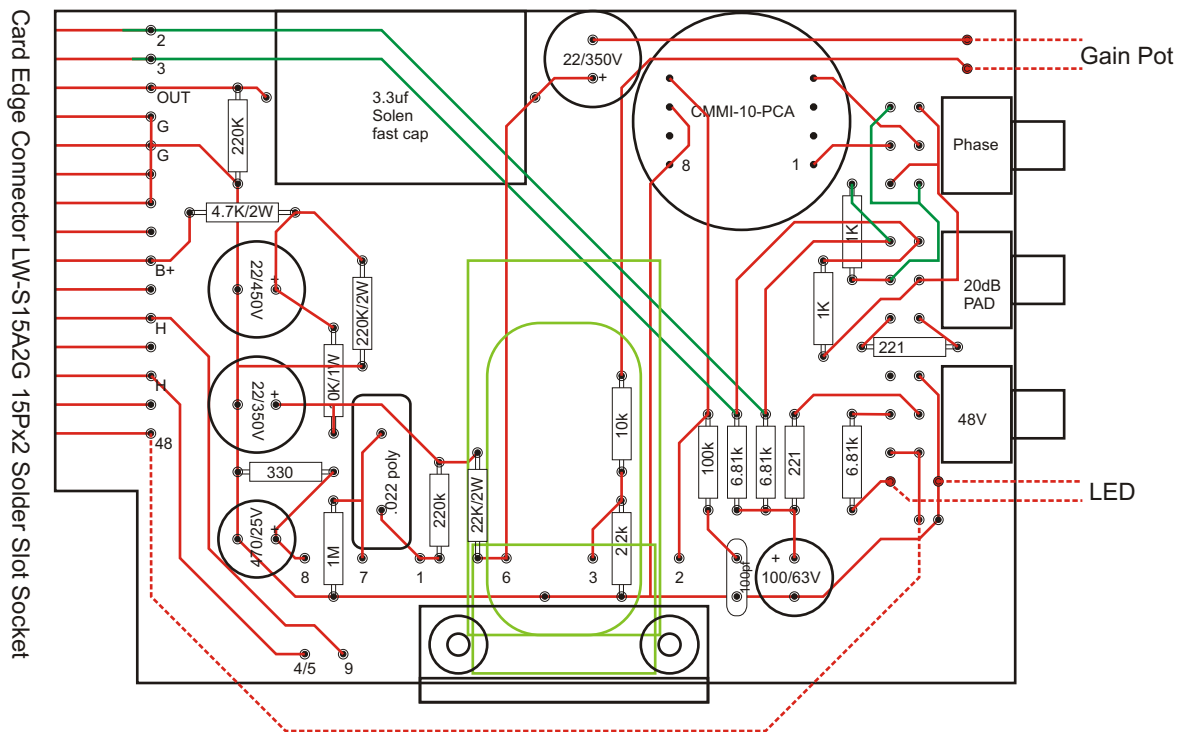 Card Edge Connector LW-S15A2G 15Px2 Solder Slot Socket
2
3
OUT
G
G
B+
H
H
48
220K
3.3uf
Solen
fast cap
22/350V
+
CMMI-10-PCA
8
1
Gain Pot
Phase
4.7K/2W
22/450V
+
220K/2W
1K
1K
20dB
PAD
221
0K/1W
22/350V
+
.022 poly
10k
100k
6.81k
6.81k
221
6.81k
48V
330
220k
22K/2W
LED
470/25V
+
1M
2.2k
100pf
+
100/63V
8
7
1
6
3
2
4/5
9